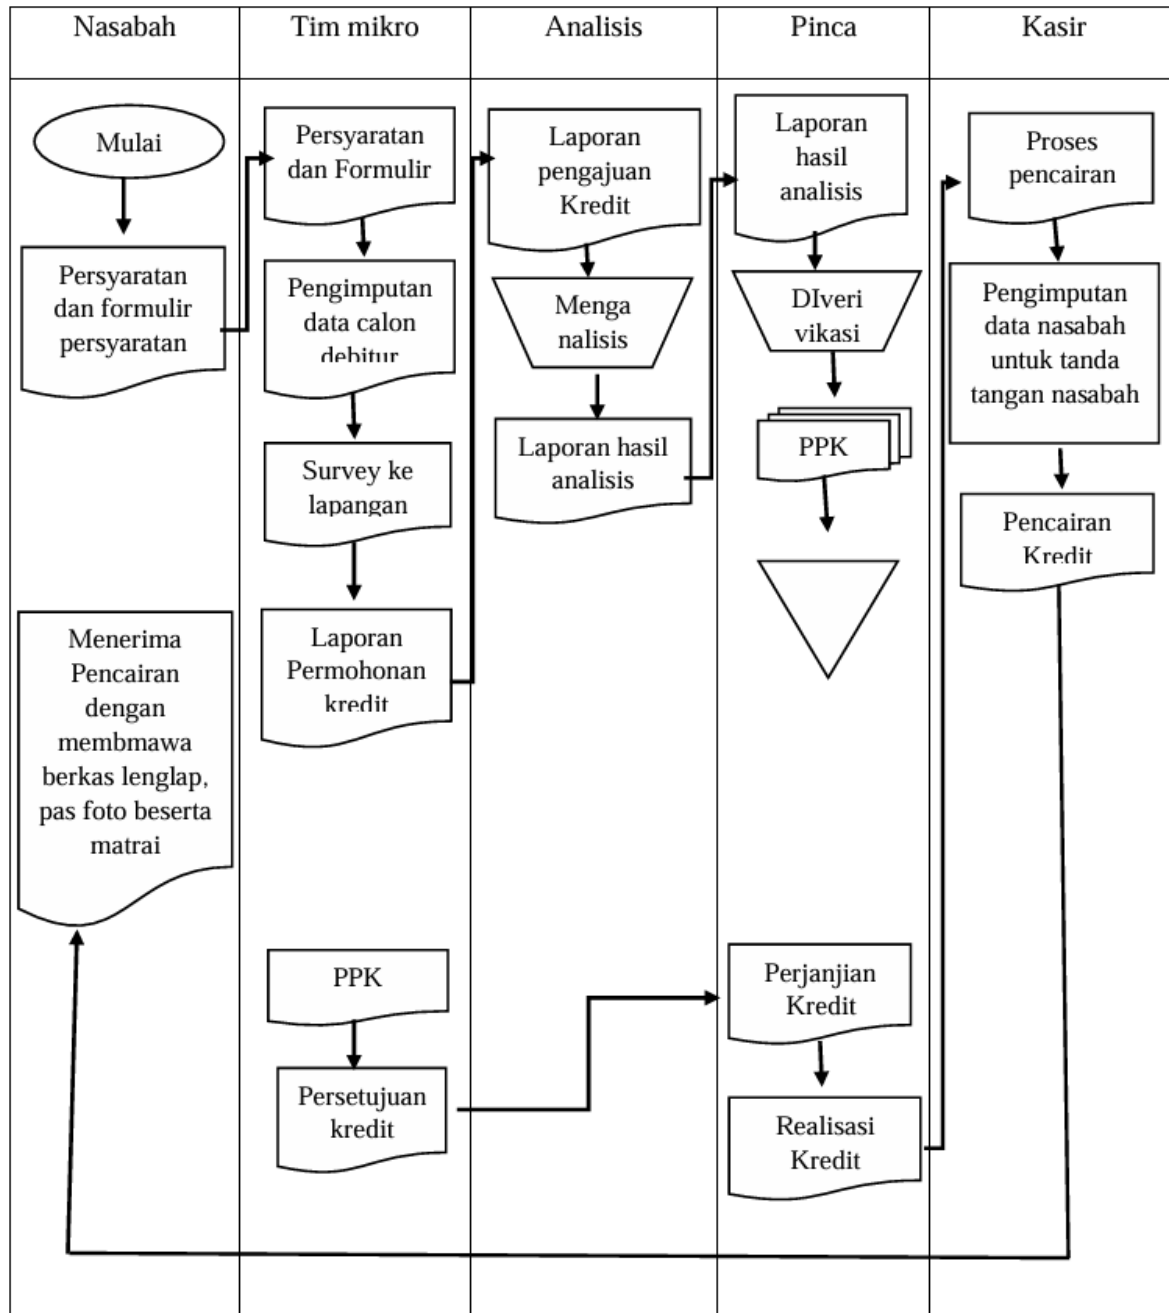 Nasabah
Tim mikro
Analisis
Pinca
Kasir
Mulai
Persyaratan
dan formulir
persyaratan
Menerima
Pencairan
dengan
membmawa
berkas lenglap,
pas foto beserta
matrai
Persyaratan
dan Formulir
Pengimputan
data calon
debitur
Survey ke
lapangan
Laporan
Permohonan
kredit
PPK
Persetujuan
kredit
Laporan
pengajuan
Kredit
Menga
nalisis
Laporan hasil
analisis
Laporan
hasil
analisis
DIveri
vikasi
PPK
Perjanjian
Kredit
Realisasi
Kredit
Proses
pencairan
Pengimputan
data nasabah
untuk tanda
tangan nasabah
Pencairan
Kredit